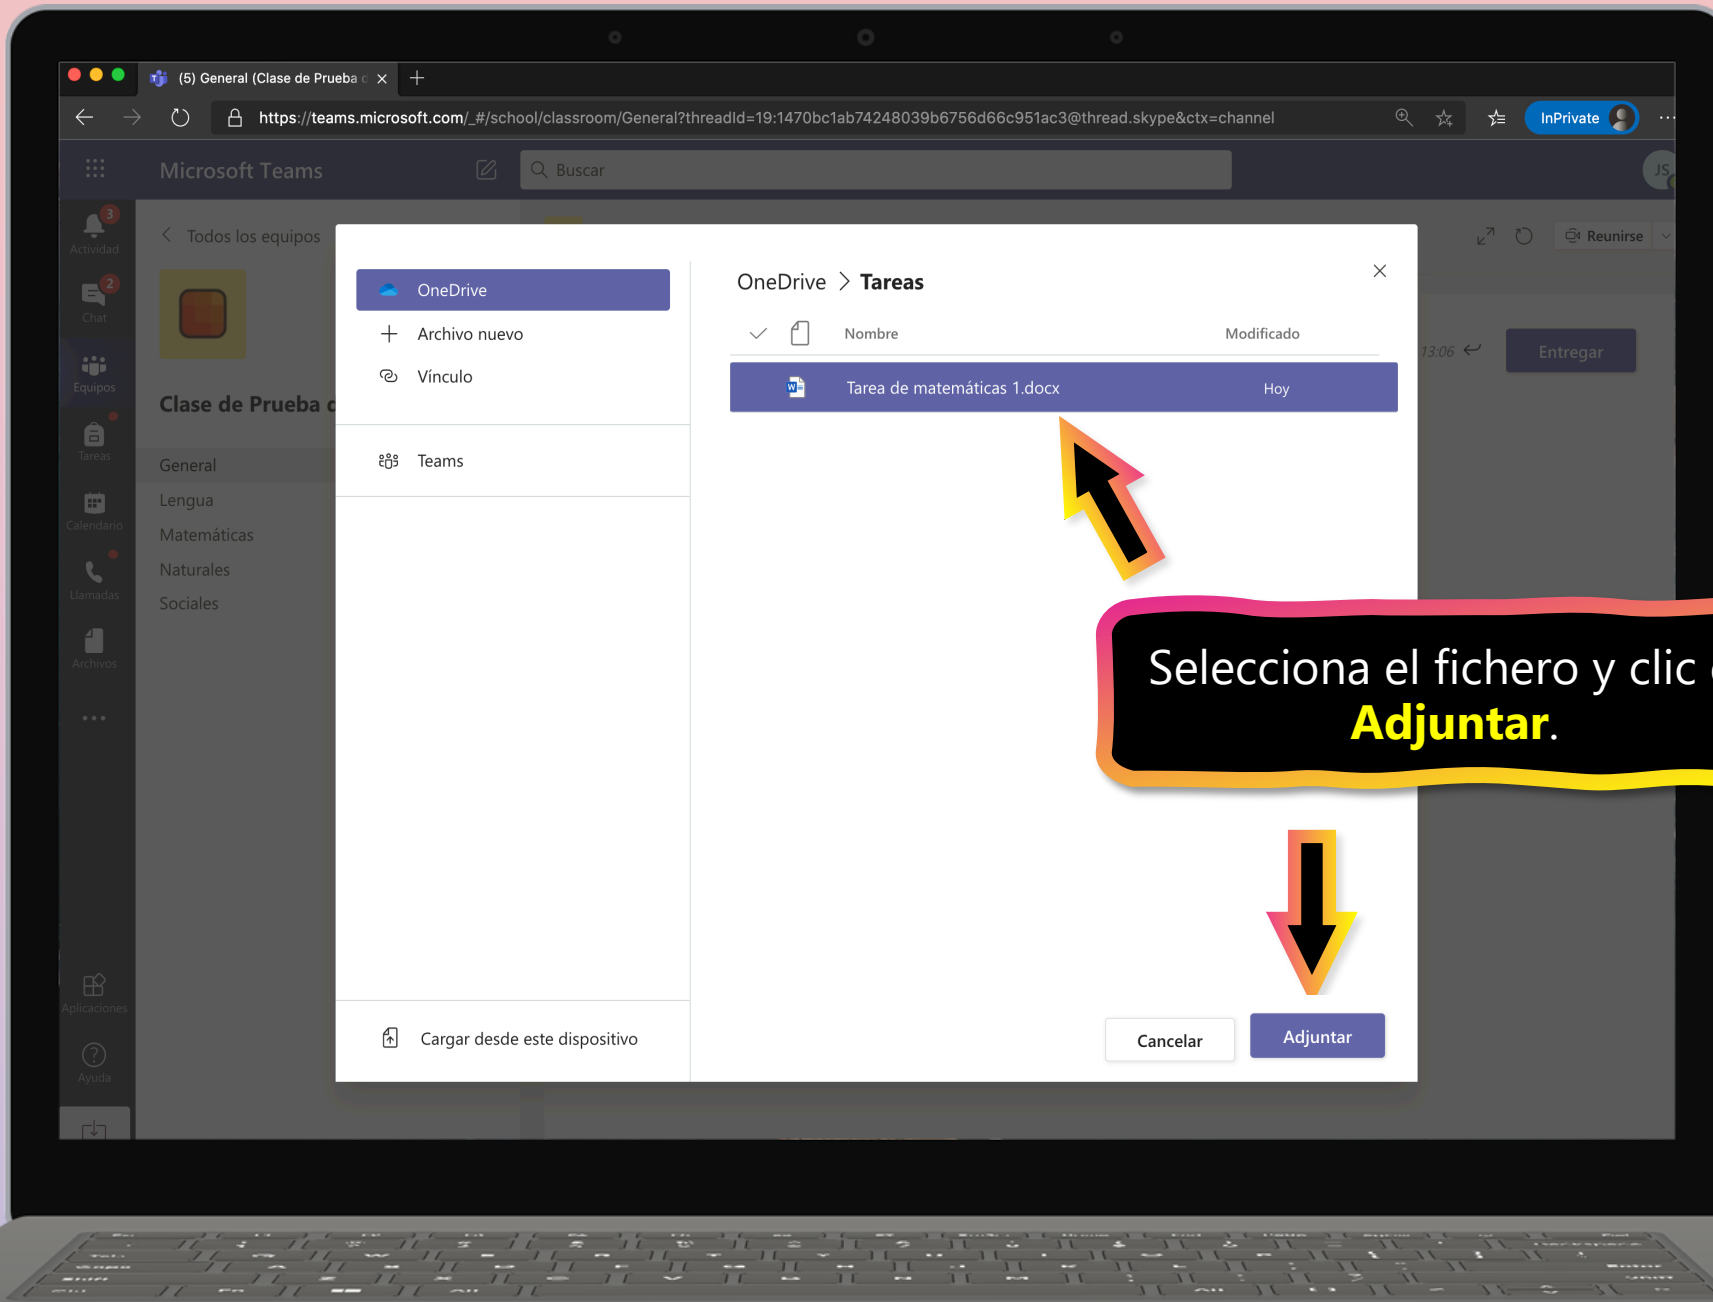 (5) General (Clase de Prueba
https://teams.microsoft.com/_#/school/classroom/General?threadId=19:1470bc1ab74248039b6756d66c951ac3@thread.skype&ctx=channel
InPrivate
Microsoft Teams
Buscar
JS
3
Actividad
2
Chat
Equipos
Tareas
Calendario
Llamadas
Archivos
Aplicaciones
Ayuda
Todos los equipos
Clase de Prueba
General
Lengua
Matemáticas
Naturales
Sociales
Reunirse
13:06
Entregar
OneDrive
Archivo nuevo
Vínculo
Teams
Cargar desde este dispositivo
OneDrive > Tareas
Nombre Modificado
Tarea de matemáticas 1.docx Hoy
Selecciona el fichero y clic
Adjuntar.
Cancelar
Adjuntar